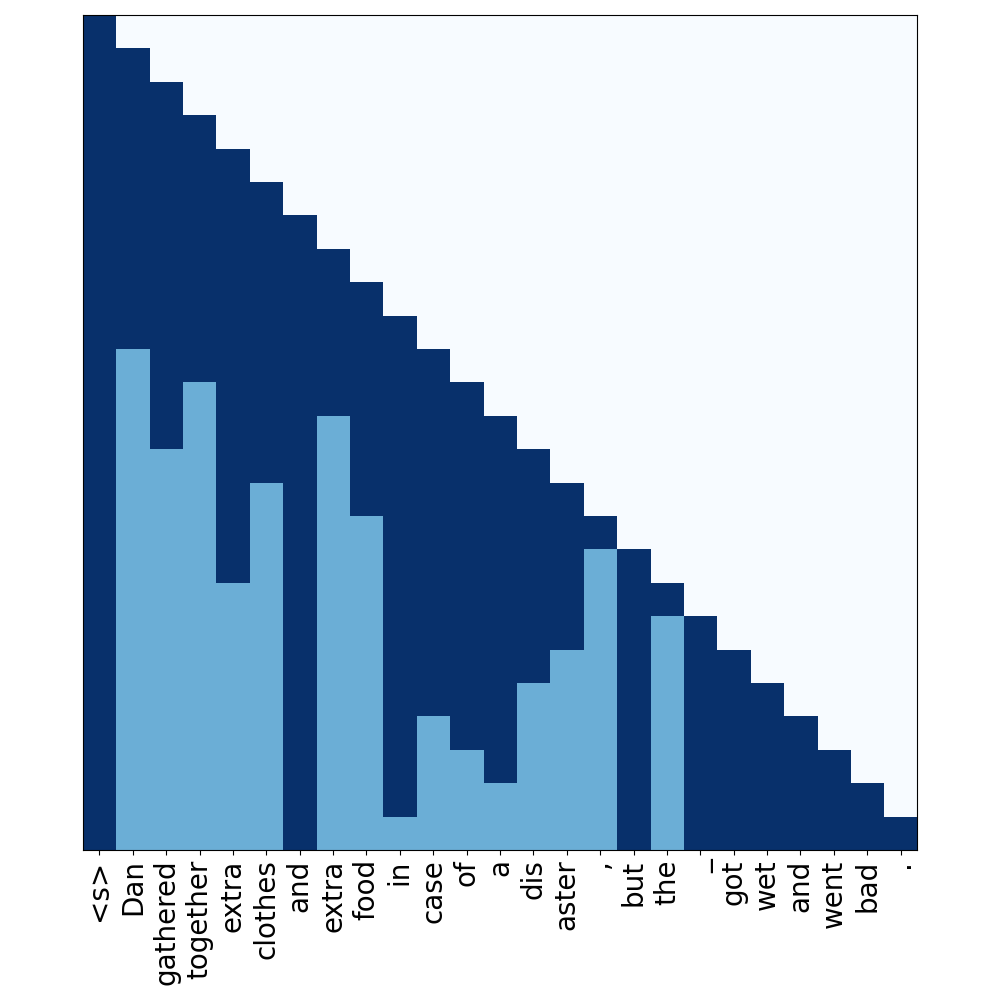 <s> Dan gathered together extra clothes and extra food in case of a dis aster , but the _ got wet and went bad .